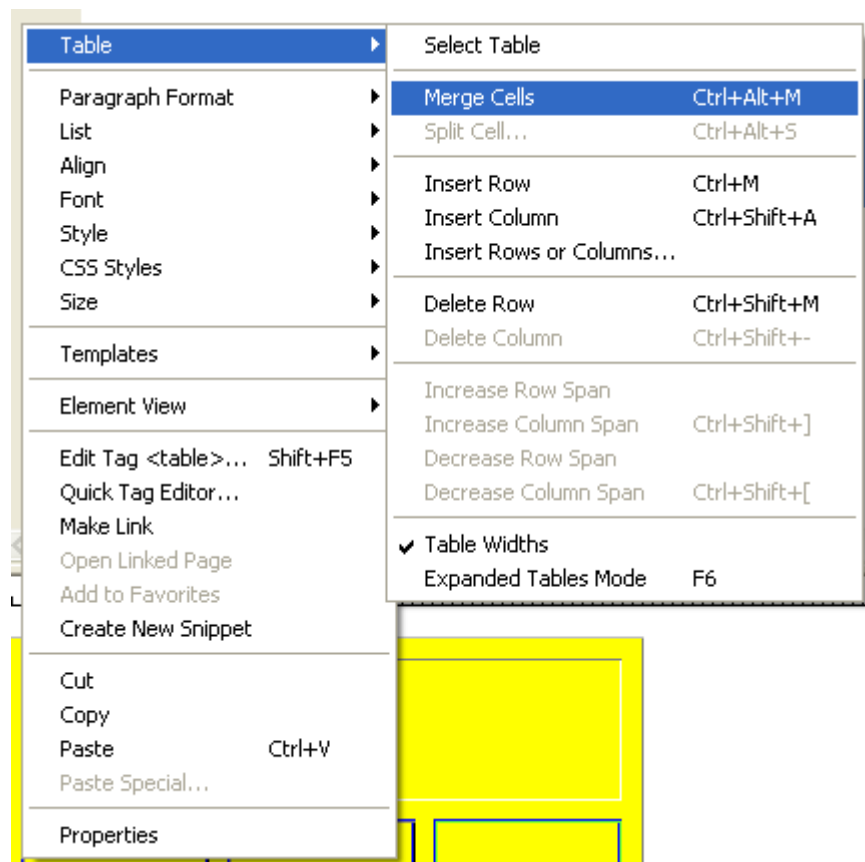 Table
Paragraph Format
List
Align
Font
Style
CSS Styles
Size
Templates
Element View
Edit Tag <table>... Shift+F5
Quick Tag Editor...
Make Link
Open Linked Page
Add to Favorites
Create New Snippet
Cut
Copy
Paste Ctrl+V
Paste Special...
Properties
Select Table
Merge Cells Ctrl+Alt+M
Split Cell... Ctrl+Alt+S
Insert Row Ctrl+M
Insert Column Ctrl+Shift+A
Insert Rows or Columns...
Delete Row Ctrl+Shift+M
Delete Column Ctrl+Shift+-
Increase Row Span
Increase Column Span Ctrl+Shift+]
Decrease Row Span
Decrease Column Span Ctrl+Shift+[
Table Widths
Expanded Tables Mode F6